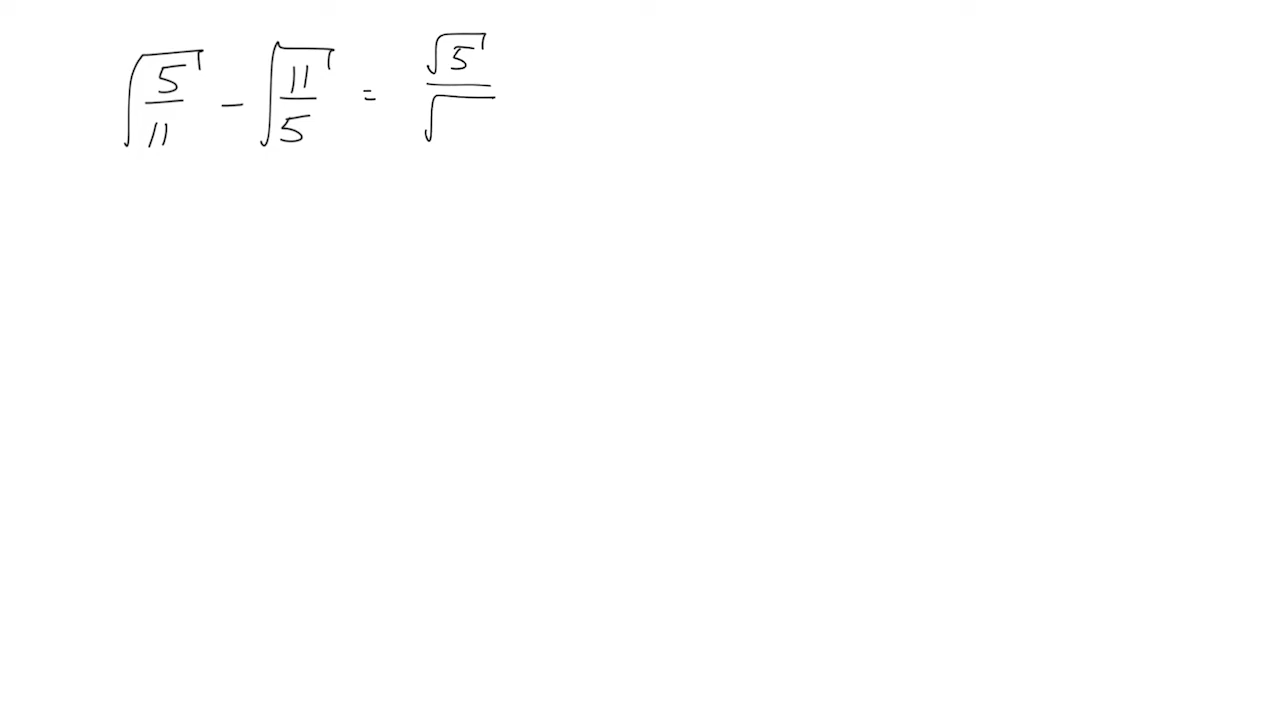 √(5/11) − √(11/5) = √5/√